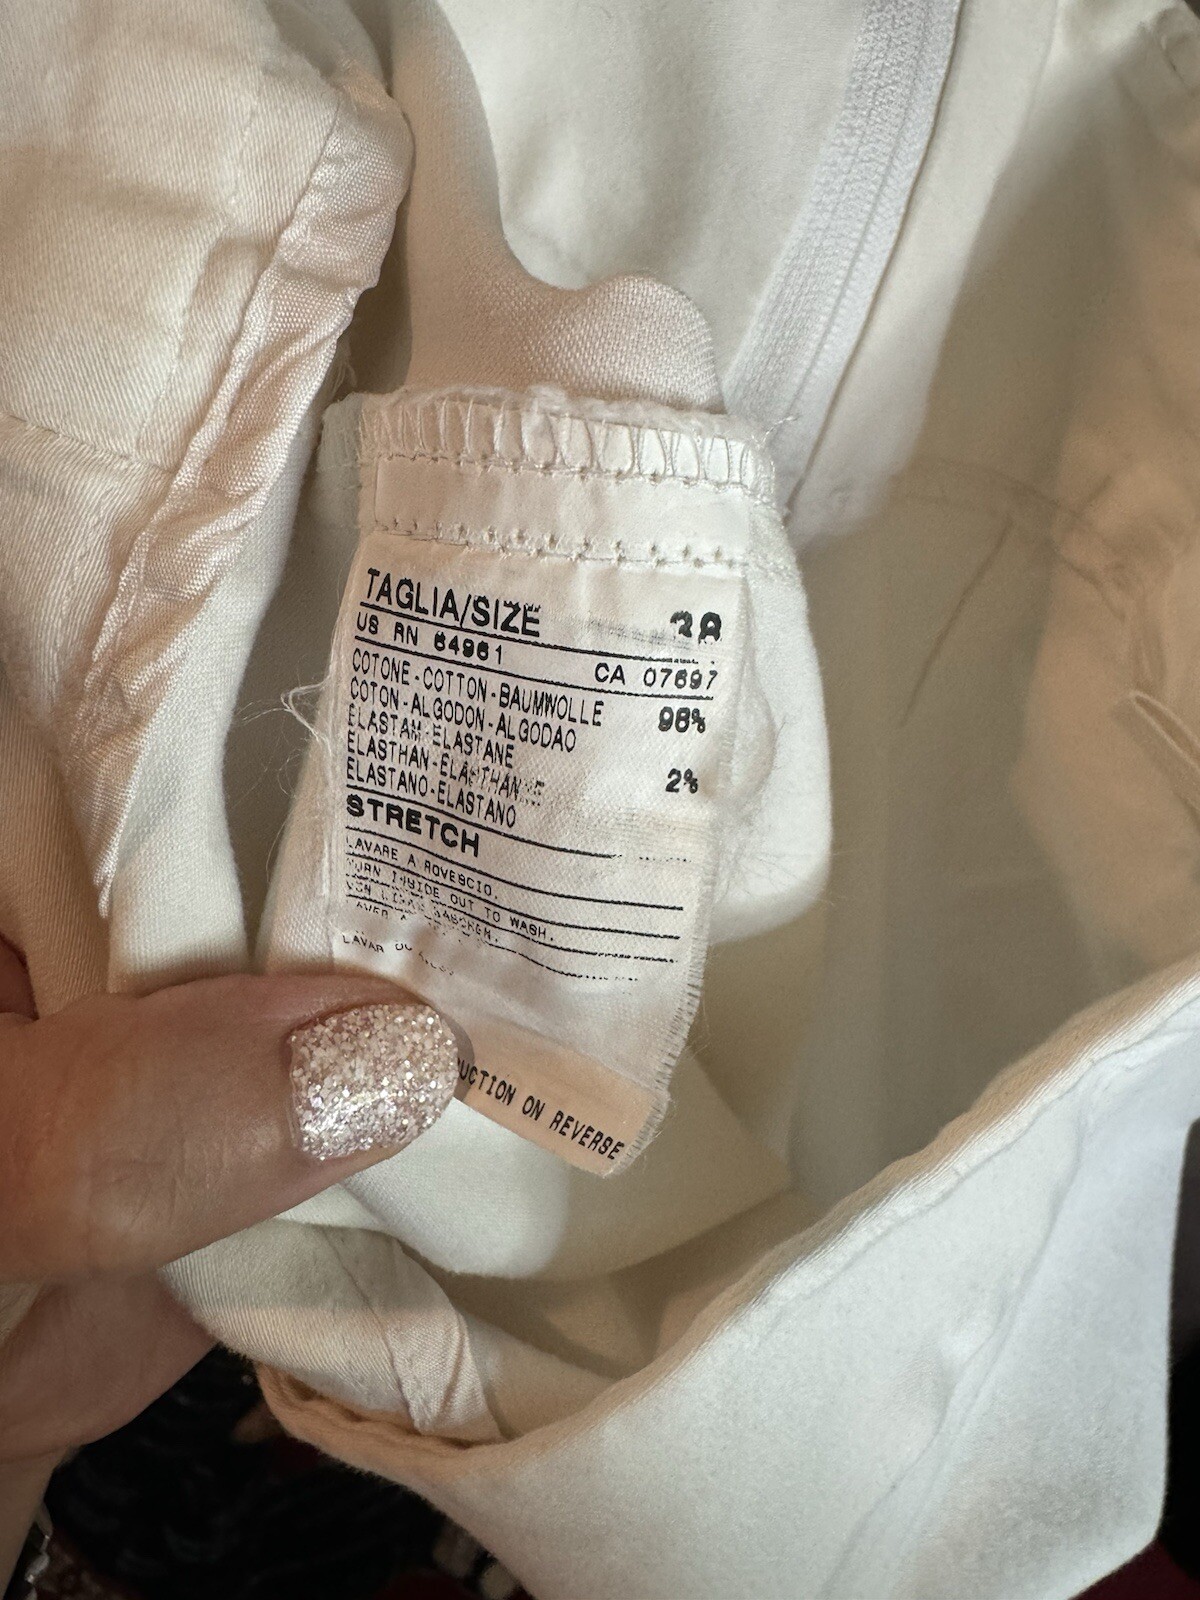 TAGLIA/SIZE 38
US RN 64961 CA 07697
COTONE-COTTON-BAUMWOLLE
COTON-ALGODON-ALGODAO 98%
ELASTAM-ELASTANE
ELASTHAN-ELASTHANNE 2%
ELASTANO-ELASTANO
STRETCH
LAVARE A ROVESCIO.
TURN INSIDE OUT TO WASH.
LAVAR
ON REVERSE